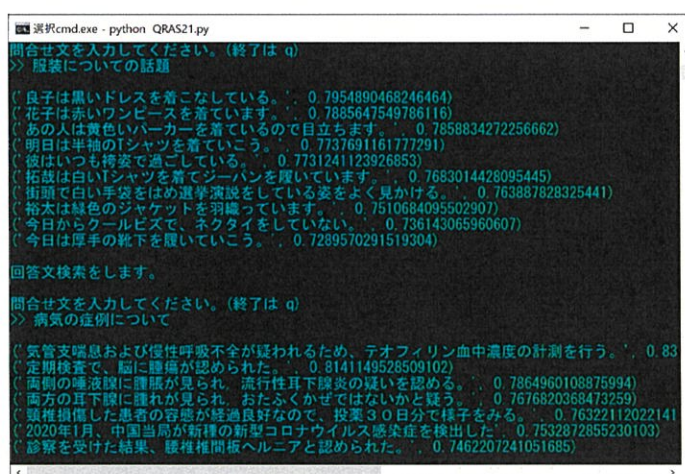 選択cmd.exe - python QRAS21.py
問合せ文を入力してください。(終了は q)
>> 服装についての話題
(' 良子は黒いドレスを着こなしている。', 0.7954890468246464)
(' 花子は赤いワンピースを着ています。', 0.7885647549786116)
(' あの人は黄色いパーカーを着ているので目立ちます。', 0.7858834272256662)
(' 明日は半袖のTシャツを着ていこう。', 0.7737691161777291)
(' 彼はいつも袴姿で過ごしている。', 0.7731241123926853)
(' 拓哉は白いTシャツを着てジーパンを履いています。', 0.7683014428095445)
(' 街頭で白い手袋をはめ選挙演説をしている姿をよく見かける。', 0.763887828325441)
(' 裕太は緑色のジャケットを羽織っています。', 0.7510684095502907)
(' 今日からクールビズで、ネクタイをしていない。', 0.736143065960607)
(' 今日は厚手の靴下を履いていこう。', 0.7289570291519304)
回答文検索をします。
問合せ文を入力してください。(終了は q)
>> 病気の症例について
(' 気管支喘息および慢性呼吸不全が疑われるため、テオフィリン血中濃度の計測を行う。', 0.83
(' 定期検査で、脳に腫瘍が認められた。', 0.8141149528509102)
(' 両側の唾液腺に腫脹が見られ、流行性耳下腺炎の疑いを認める。', 0.7864960108875994)
(' 両方の耳下腺に腫れが見られ、おたふくかぜではないかと疑う。', 0.7676820368473259)
(' 頸椎損傷した患者の容態が経過良好なので、投薬30日分で様子をみる。', 0.76322112022141
(' 2020年1月、中国当局が新種の新型コロナウイルス感染症を検出した', 0.7532872855230103)
(' 診察を受けた結果、腰椎椎間板ヘルニアと認められた。', 0.7462207241051685)